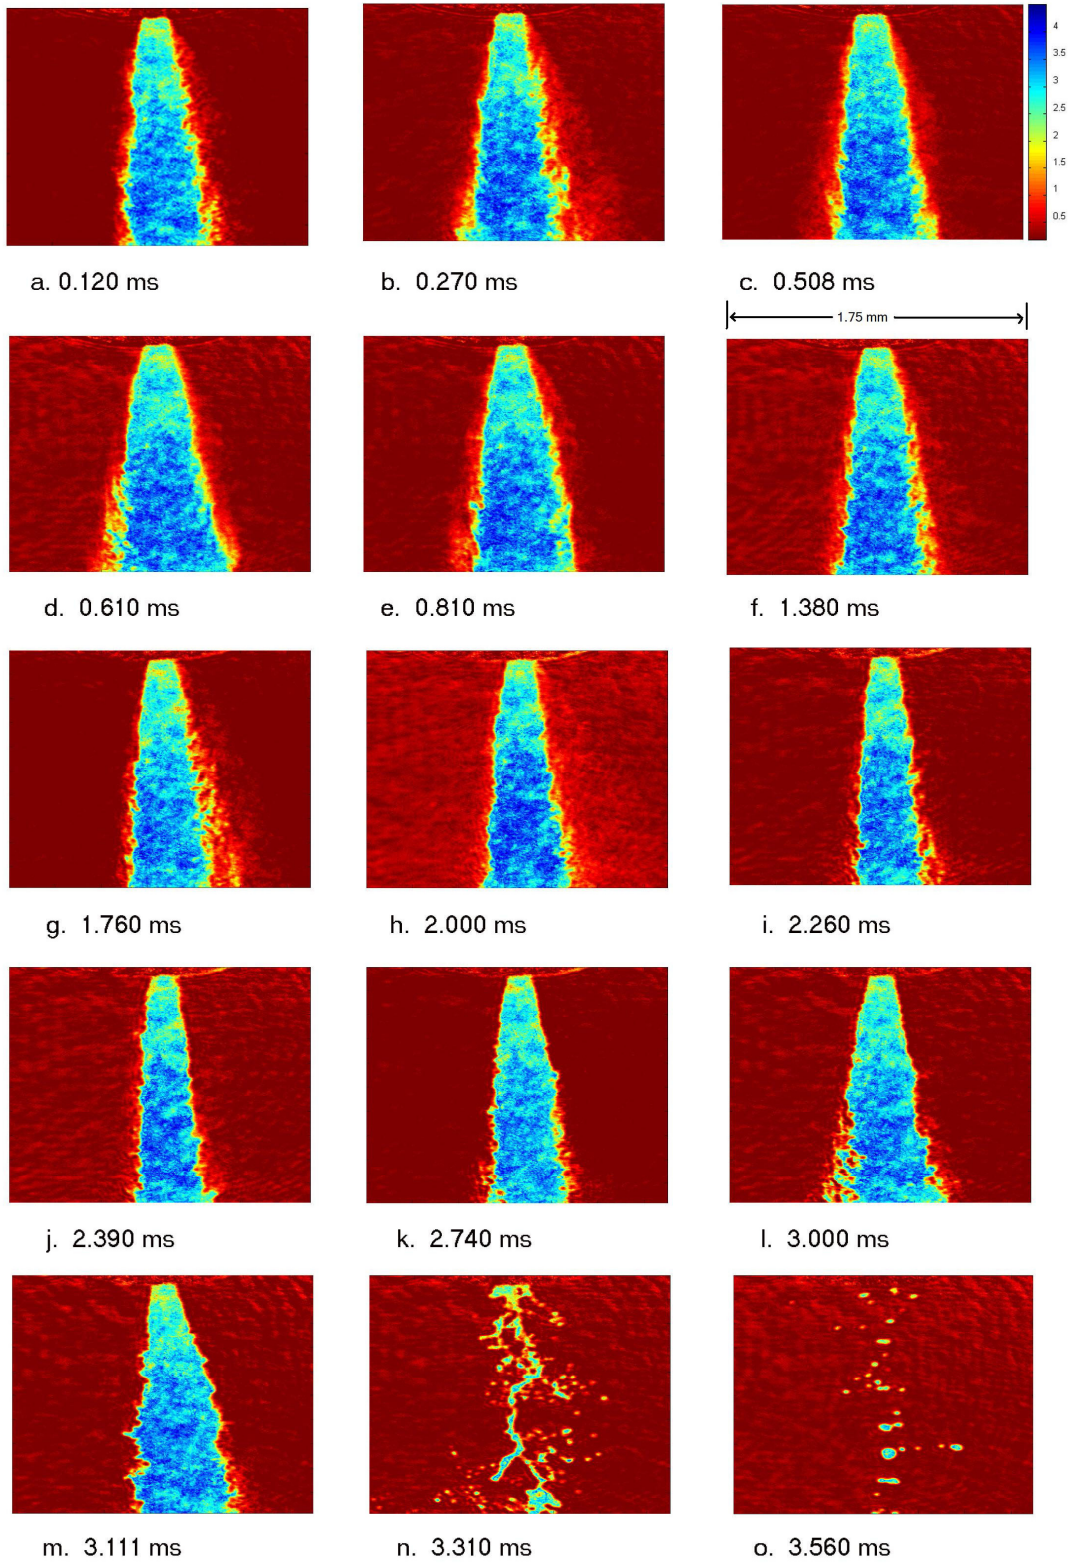 4
3.5
3
2.5
2
1.5
1
0.5
a. 0.120 ms
b. 0.270 ms
c. 0.508 ms
1.75 mm
d. 0.610 ms
e. 0.810 ms
f. 1.380 ms
g. 1.760 ms
h. 2.000 ms
i. 2.260 ms
j. 2.390 ms
k. 2.740 ms
l. 3.000 ms
m. 3.111 ms
n. 3.310 ms
o. 3.560 ms